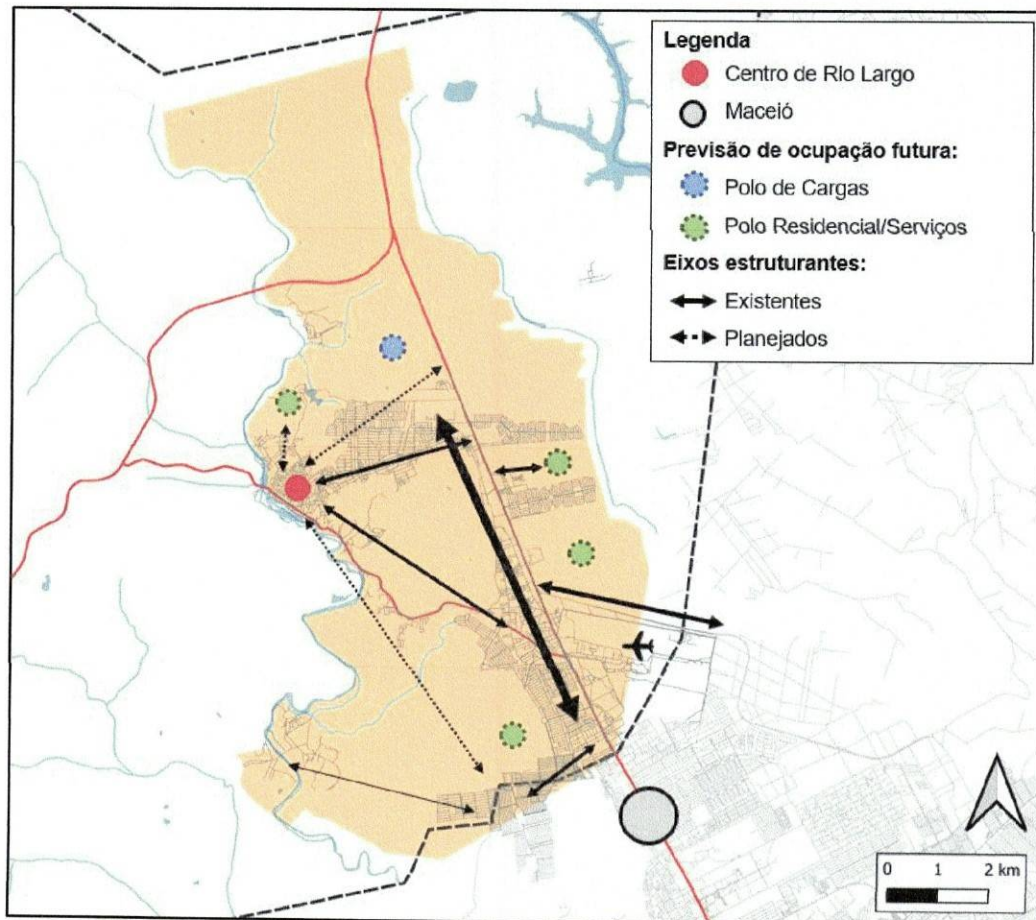 Legenda
Centro de Rio Largo
Maceió
Previsão de ocupação futura:
Polo de Cargas
Polo Residencial/Serviços
Eixos estruturantes:
Existentes
Planejados
0 1 2 km